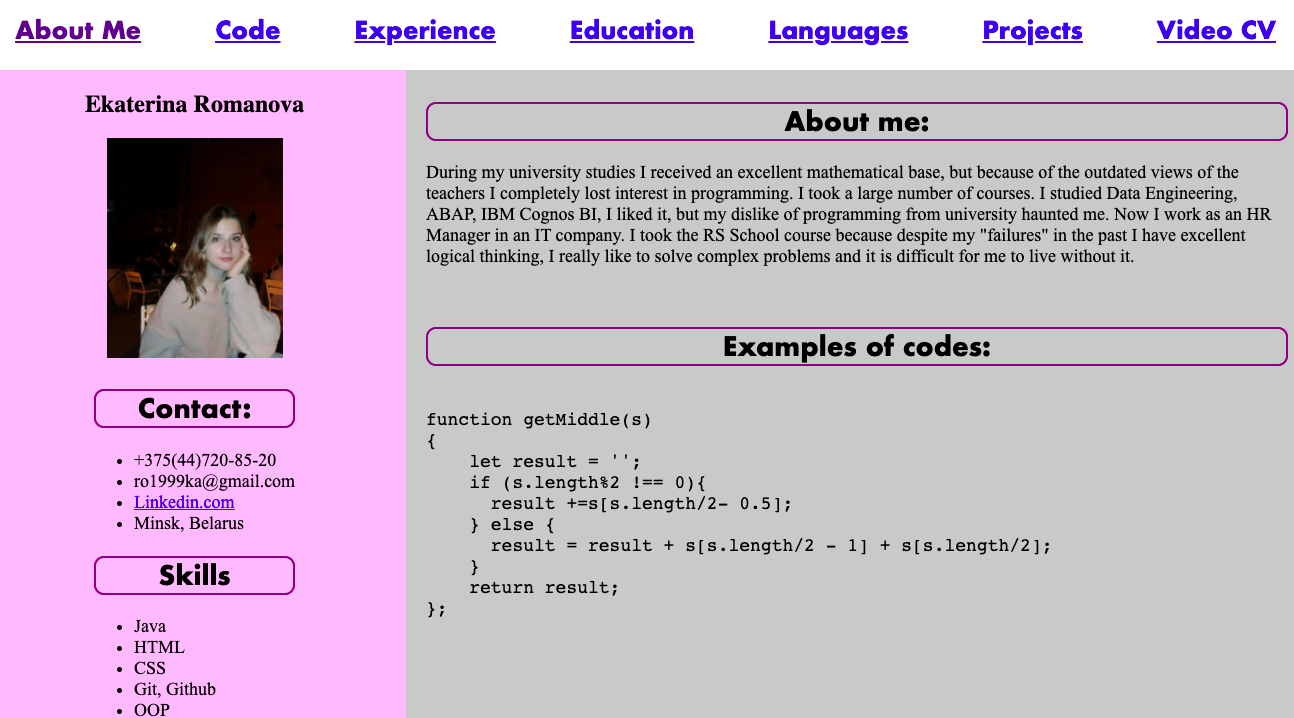 About Me Code Experience Education Languages Projects Video CV
Ekaterina Romanova
Contact:
+375(44)720-85-20
ro1999ka@gmail.com
Linkedin.com
Minsk, Belarus
Skills
Java
HTML
CSS
Git, Github
OOP
About me:
During my university studies I received an excellent mathematical base, but because of the outdated views of the
teachers I completely lost interest in programming. I took a large number of courses. I studied Data Engineering,
ABAP, IBM Cognos BI, I liked it, but my dislike of programming from university haunted me. Now I work as an HR
Manager in an IT company. I took the RS School course because despite my "failures" in the past I have excellent
logical thinking, I really like to solve complex problems and it is difficult for me to live without it.
Examples of codes:
function getMiddle(s)
{
    let result = '';
    if (s.length%2 !== 0){
      result +=s[s.length/2- 0.5];
    } else {
      result = result + s[s.length/2 - 1] + s[s.length/2];
    }
    return result;
};